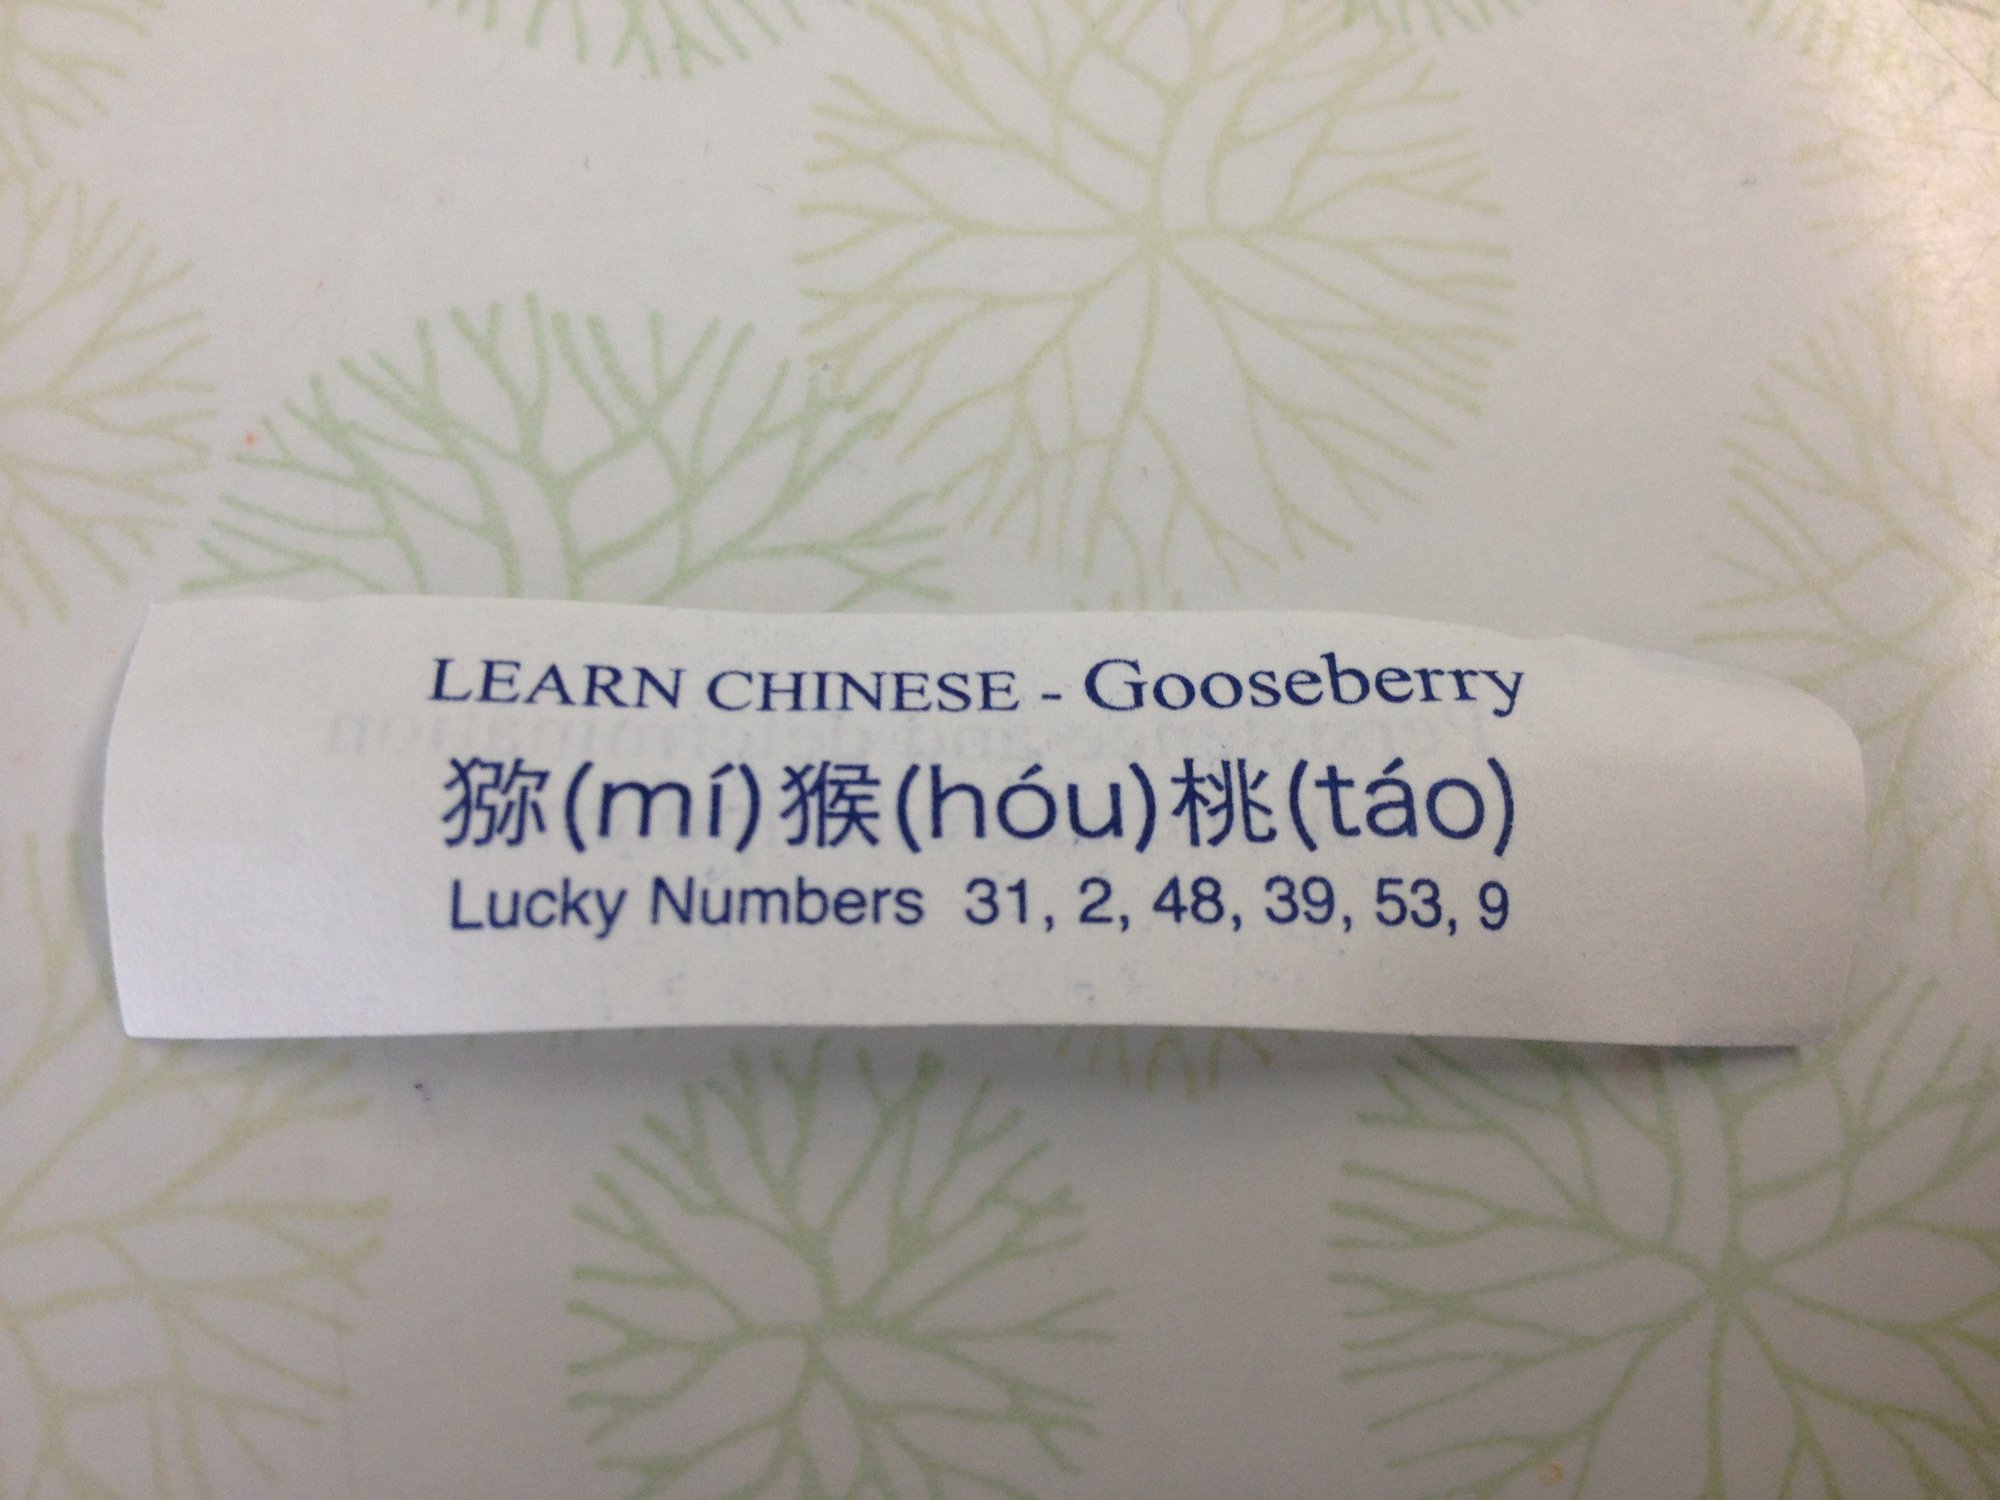 LEARN CHINESE - Gooseberry
猕(mí)猴(hóu)桃(táo)
Lucky Numbers 31, 2, 48, 39, 53, 9